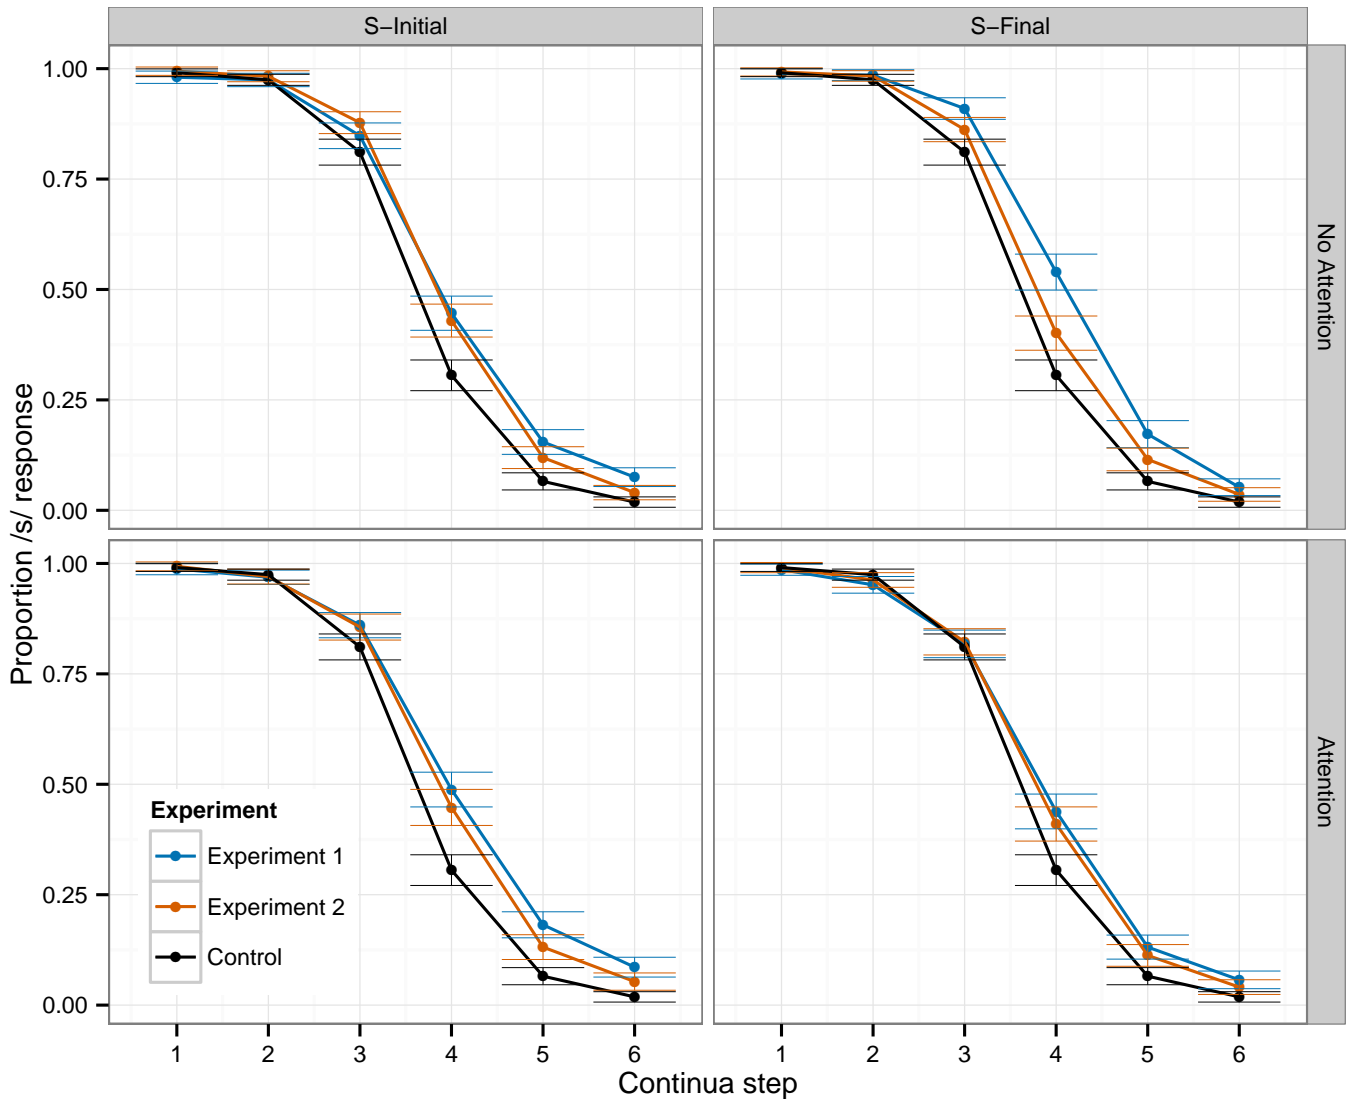 S−Initial
S−Final
1.00
0.75
0.50
0.25
0.00
No Attention
1.00
0.75
0.50
0.25
0.00
Attention
Proportion /s/ response
Experiment
Experiment 1
Experiment 2
Control
1 2 3 4 5 6
1 2 3 4 5 6
Continua step